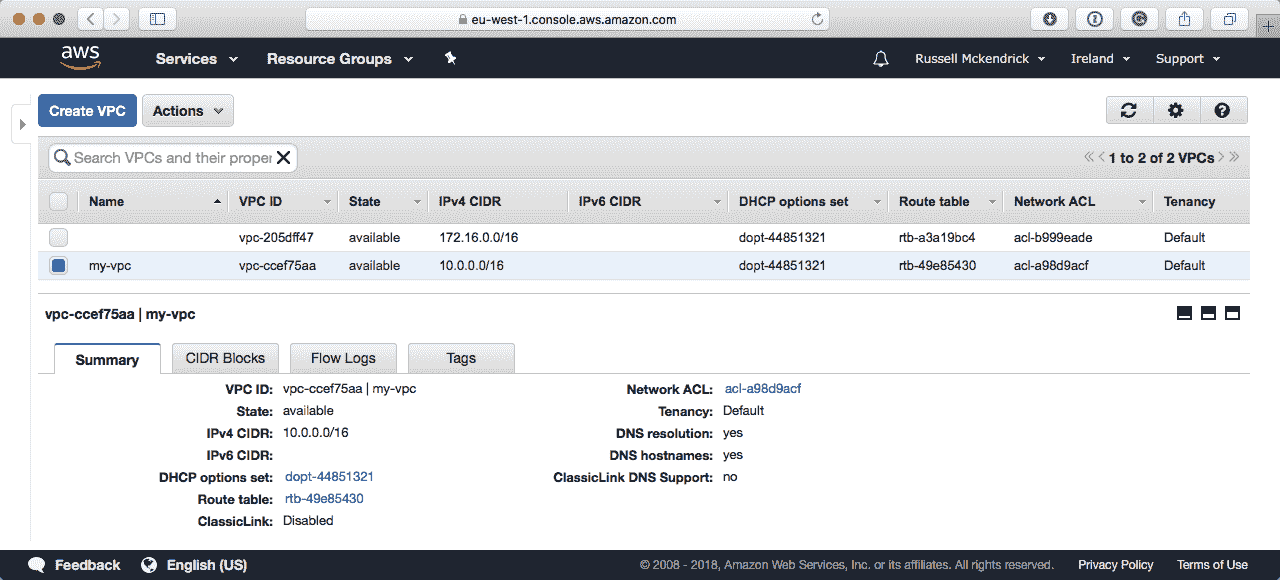 eu-west-1.console.aws.amazon.com
aws Services Resource Groups Russell Mckendrick Ireland Support
Create VPC Actions
Search VPCs and their proper 1 to 2 of 2 VPCs
Name VPC ID State IPv4 CIDR IPv6 CIDR DHCP options set Route table Network ACL Tenancy
vpc-205dff47 available 172.16.0.0/16 dopt-44851321 rtb-a3a19bc4 acl-b999eade Default
my-vpc vpc-ccef75aa available 10.0.0.0/16 dopt-44851321 rtb-49e85430 acl-a98d9acf Default
vpc-ccef75aa | my-vpc
Summary CIDR Blocks Flow Logs Tags
VPC ID: vpc-ccef75aa | my-vpc Network ACL: acl-a98d9acf
State: available Tenancy: Default
IPv4 CIDR: 10.0.0.0/16 DNS resolution: yes
IPv6 CIDR: DNS hostnames: yes
DHCP options set: dopt-44851321 ClassicLink DNS Support: no
Route table: rtb-49e85430
ClassicLink: Disabled
Feedback English (US) © 2008 - 2018, Amazon Web Services, Inc. or its affiliates. All rights reserved. Privacy Policy Terms of Use